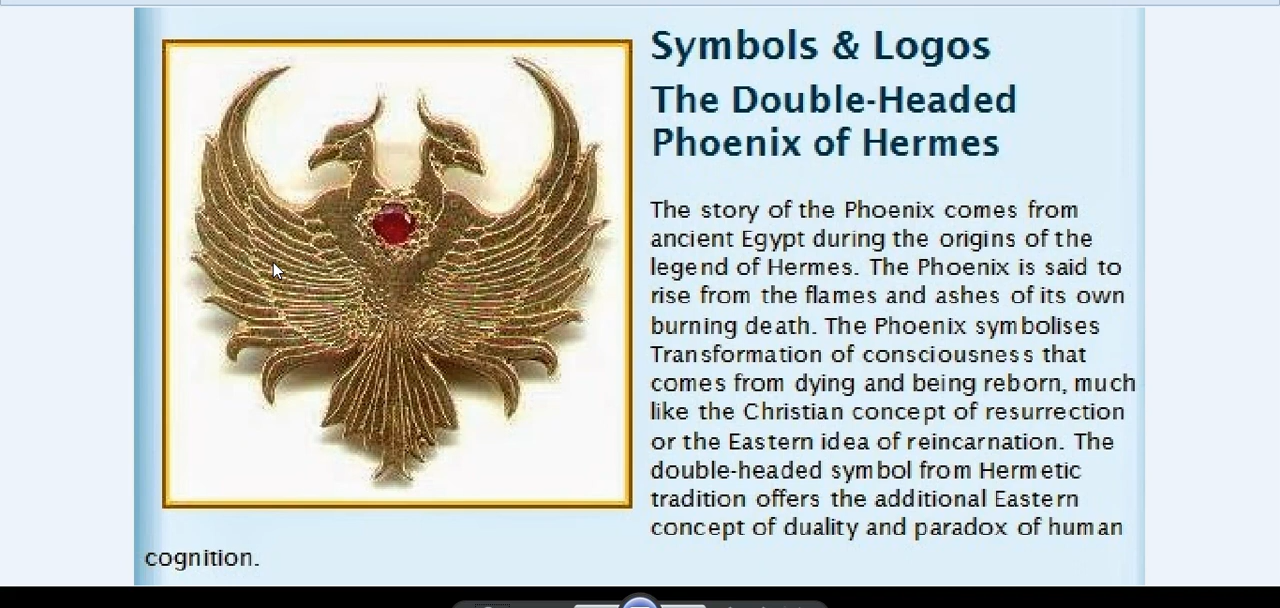 Symbols & Logos
The Double-Headed
Phoenix of Hermes
The story of the Phoenix comes from
ancient Egypt during the origins of the
legend of Hermes. The Phoenix is said to
rise from the flames and ashes of its own
burning death. The Phoenix symbolises
Transformation of consciousness that
comes from dying and being reborn, much
like the Christian concept of resurrection
or the Eastern idea of reincarnation. The
double-headed symbol from Hermetic
tradition offers the additional Eastern
concept of duality and paradox of human
cognition.